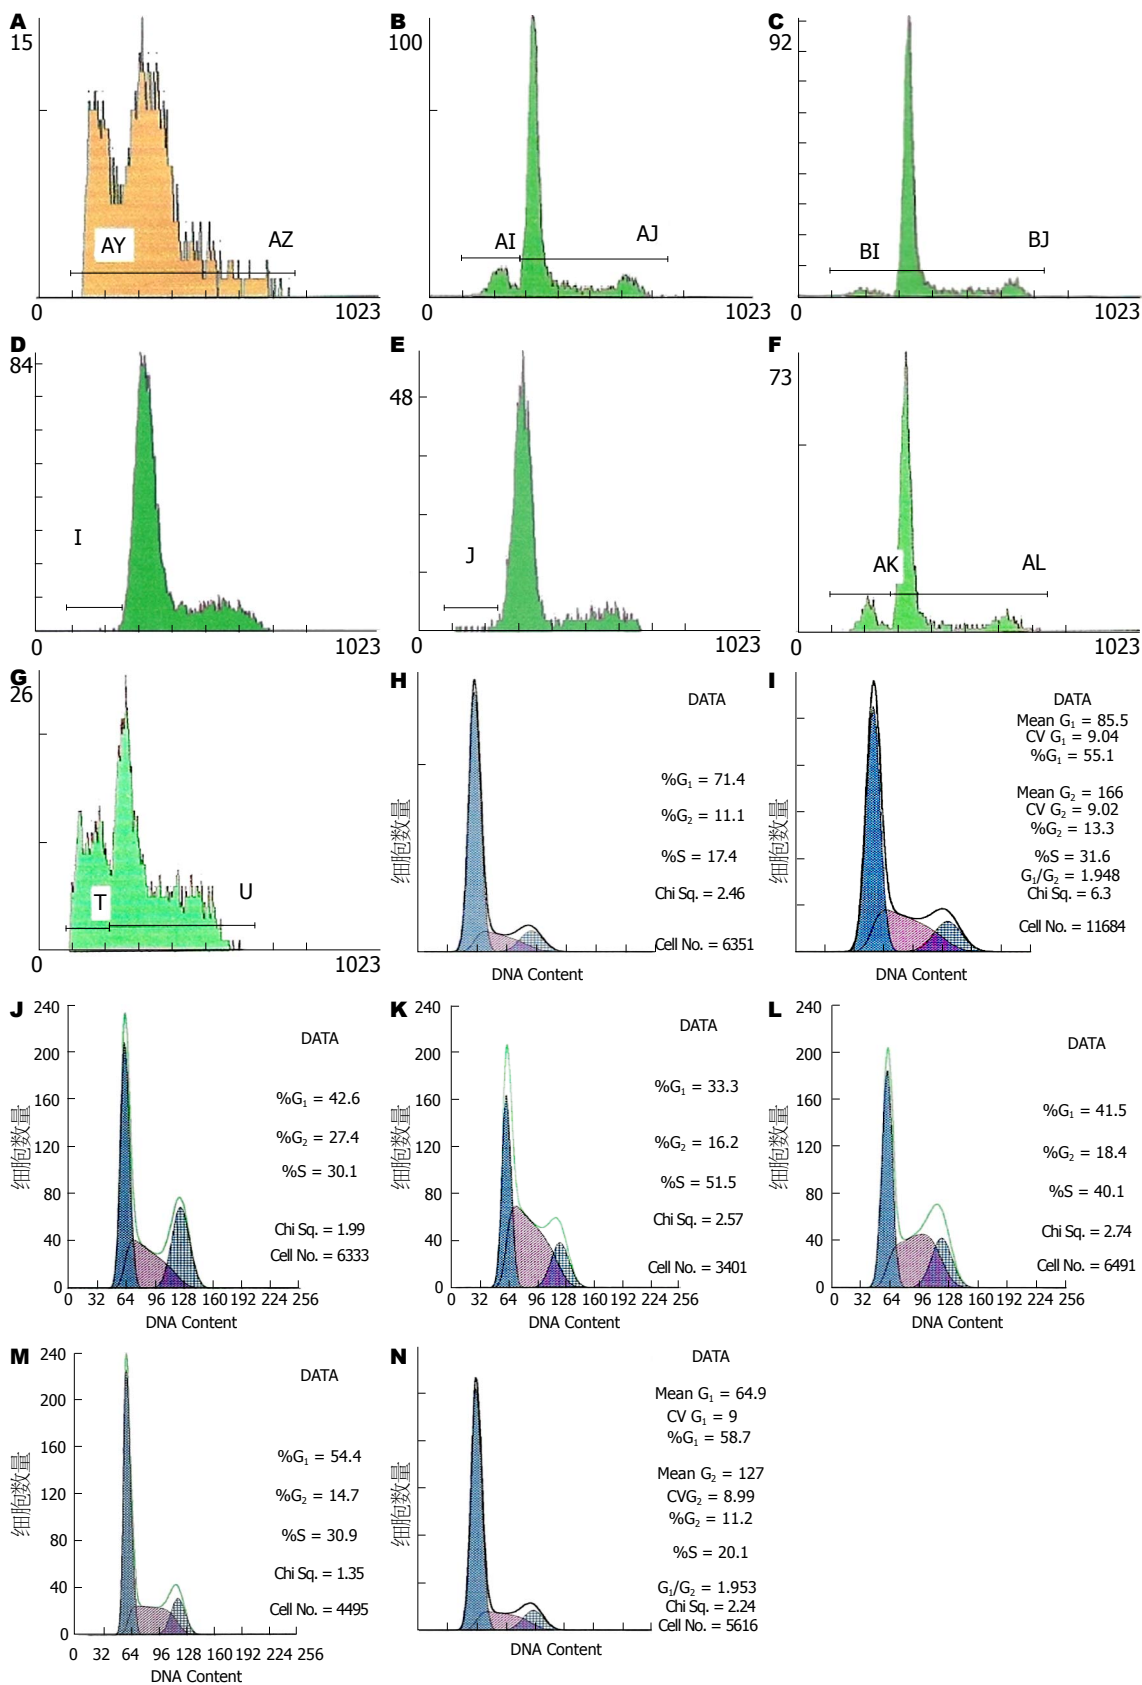 A
15
AY
AZ
0
1023
B
100
AI
AJ
0
1023
C
92
BI
BJ
0
1023
D
84
I
0
1023
E
48
J
0
1023
F
73
AK
AL
0
1023
G
26
T
U
0
1023
H
细胞数量
DATA
%G₁ = 71.4
%G₂ = 11.1
%S = 17.4
Chi Sq. = 2.46
Cell No. = 6351
DNA Content
I
细胞数量
DATA
Mean G₁ = 85.5
CV G₁ = 9.04
%G₁ = 55.1
Mean G₂ = 166
CV G₂ = 9.02
%G₂ = 13.3
%S = 31.6
G₁/G₂ = 1.948
Chi Sq. = 6.3
Cell No. = 11684
DNA Content
J
细胞数量
240
200
160
120
80
40
0
DATA
%G₁ = 42.6
%G₂ = 27.4
%S = 30.1
Chi Sq. = 1.99
Cell No. = 6333
0 32 64 96 128 160 192 224 256
DNA Content
K
细胞数量
240
200
160
120
80
40
0
DATA
%G₁ = 33.3
%G₂ = 16.2
%S = 51.5
Chi Sq. = 2.57
Cell No. = 3401
0 32 64 96 128 160 192 224 256
DNA Content
L
细胞数量
240
200
160
120
80
40
0
DATA
%G₁ = 41.5
%G₂ = 18.4
%S = 40.1
Chi Sq. = 2.74
Cell No. = 6491
0 32 64 96 128 160 192 224 256
DNA Content
M
细胞数量
240
200
160
120
80
40
0
DATA
%G₁ = 54.4
%G₂ = 14.7
%S = 30.9
Chi Sq. = 1.35
Cell No. = 4495
0 32 64 96 128 160 192 224 256
DNA Content
N
细胞数量
DATA
Mean G₁ = 64.9
CV G₁ = 9
%G₁ = 58.7
Mean G₂ = 127
CVG₂ = 8.99
%G₂ = 11.2
%S = 20.1
G₁/G₂ = 1.953
Chi Sq. = 2.24
Cell No. = 5616
DNA Content